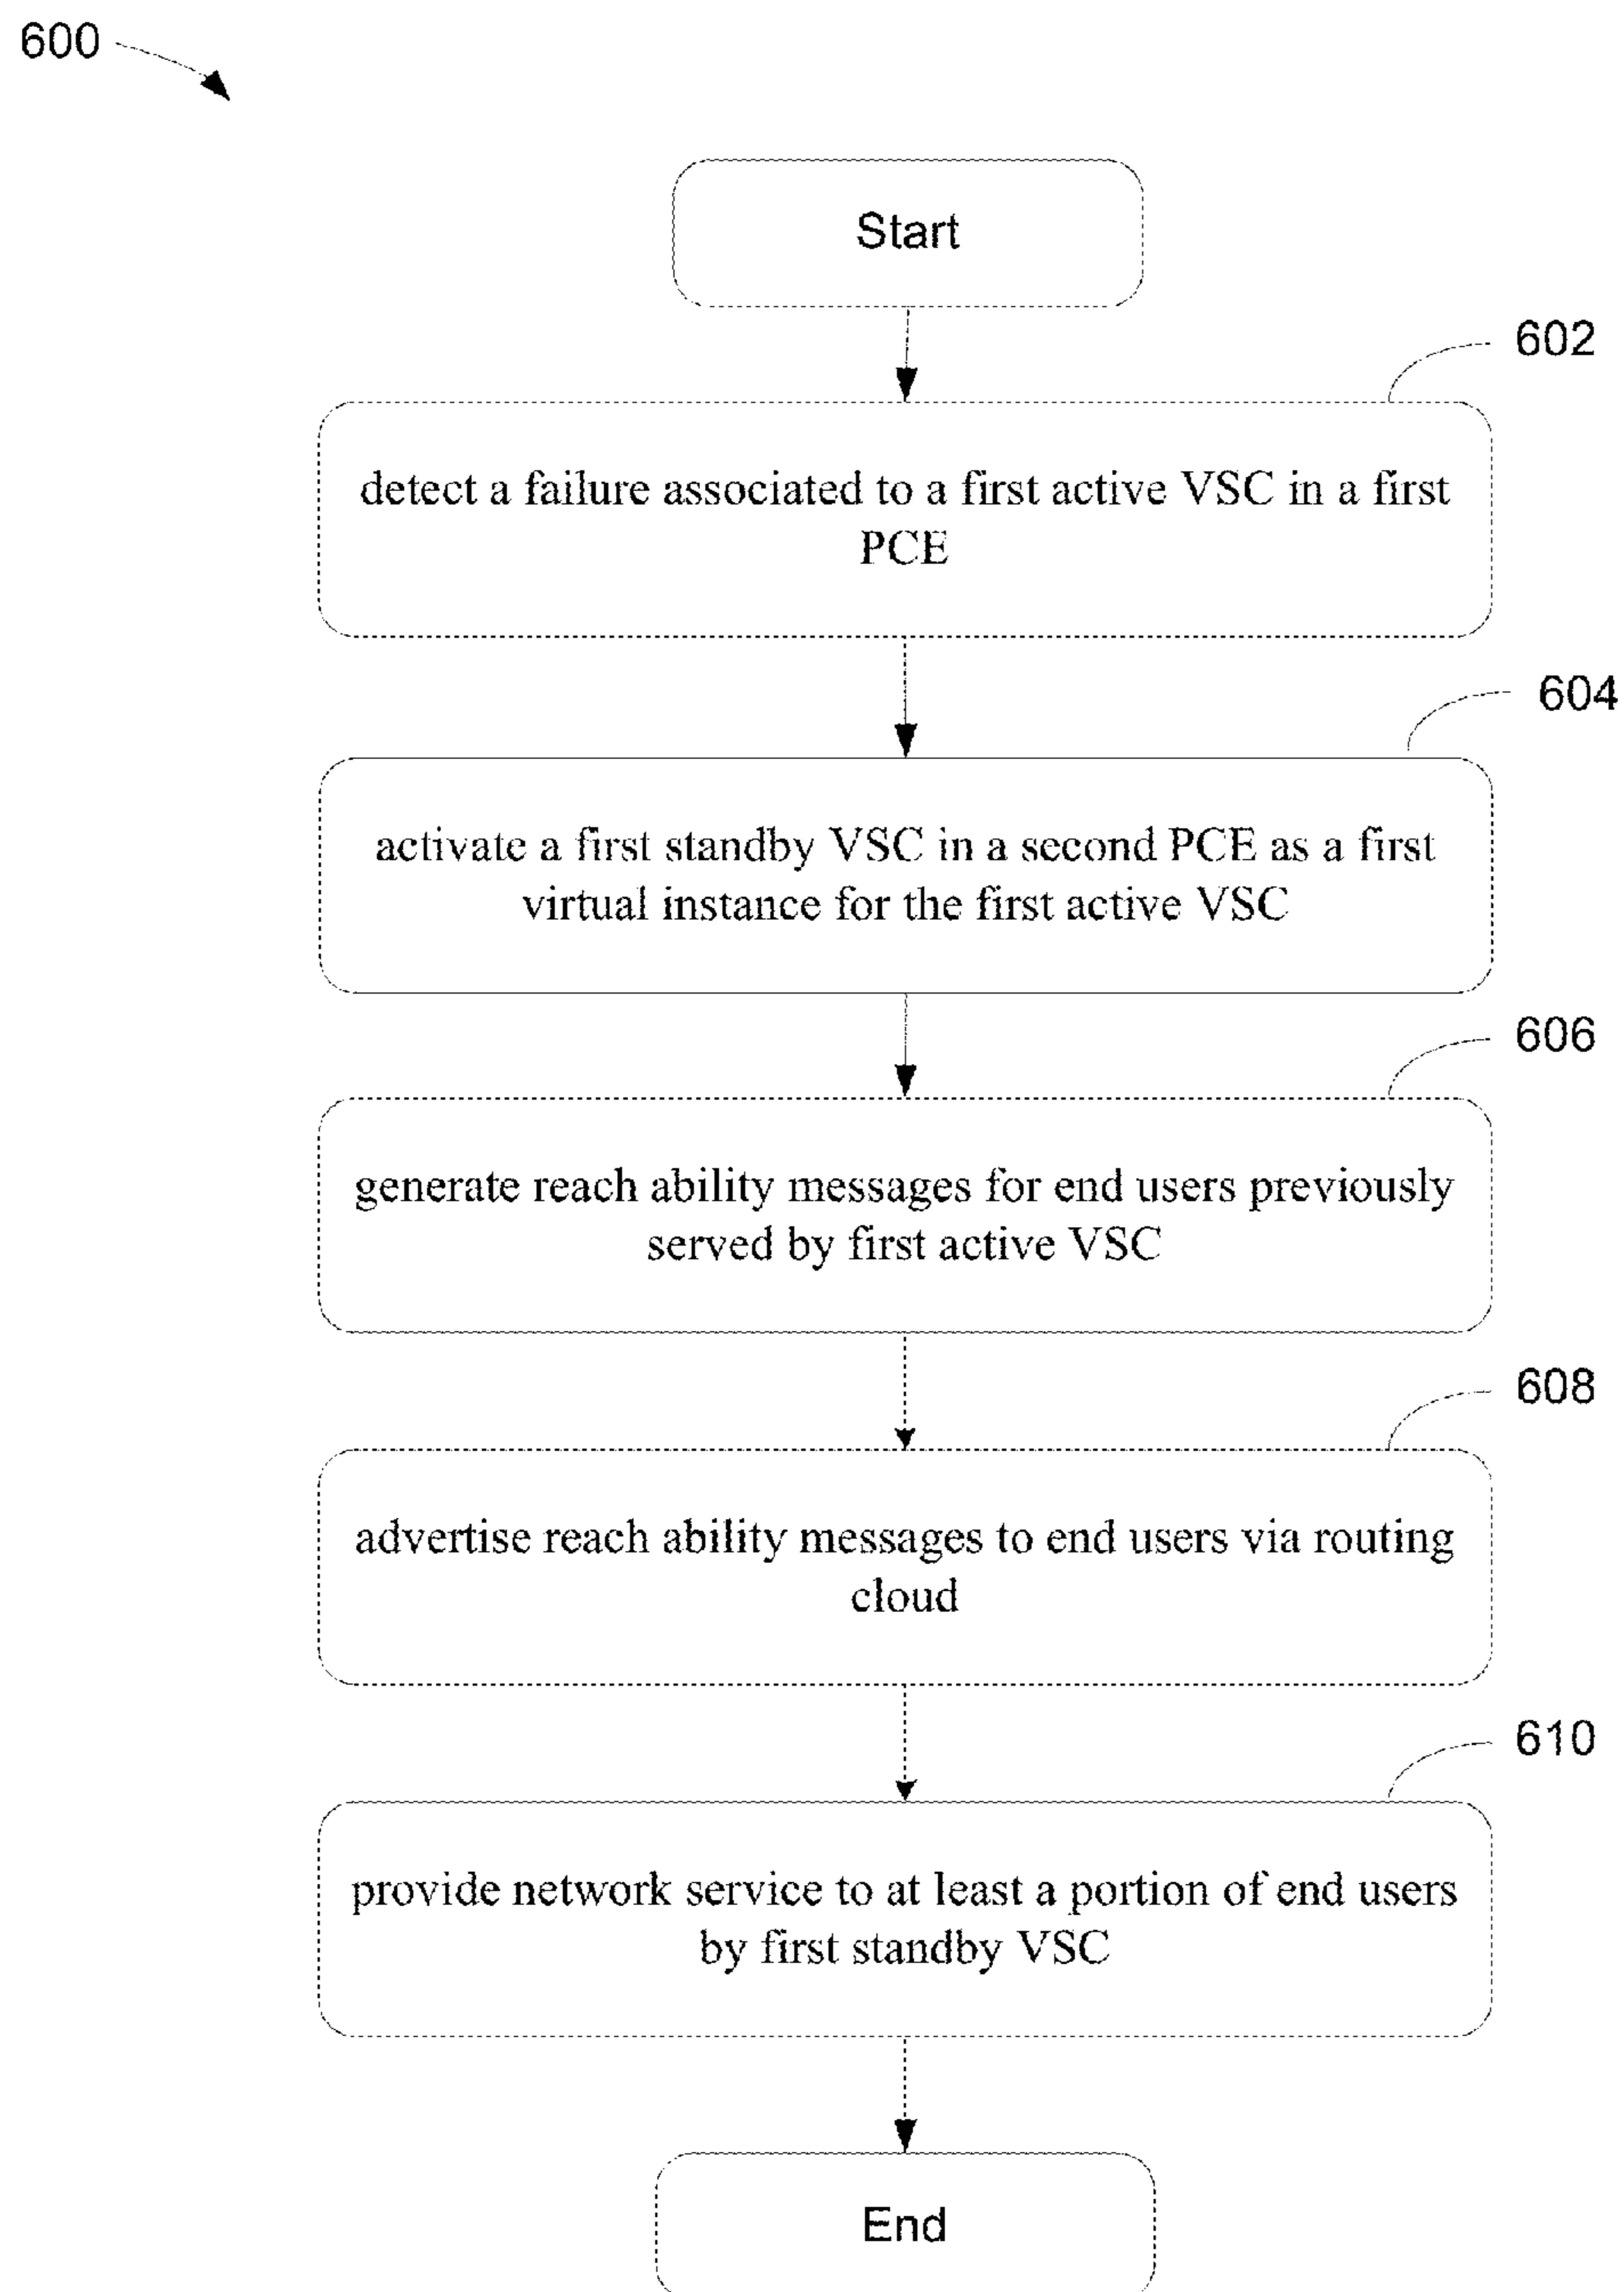 600
Start
602
detect a failure associated to a first active VSC in a first
PCE
604
activate a first standby VSC in a second PCE as a first
virtual instance for the first active VSC
606
generate reach ability messages for end users previously
served by first active VSC
608
advertise reach ability messages to end users via routing
cloud
610
provide network service to at least a portion of end users
by first standby VSC
End